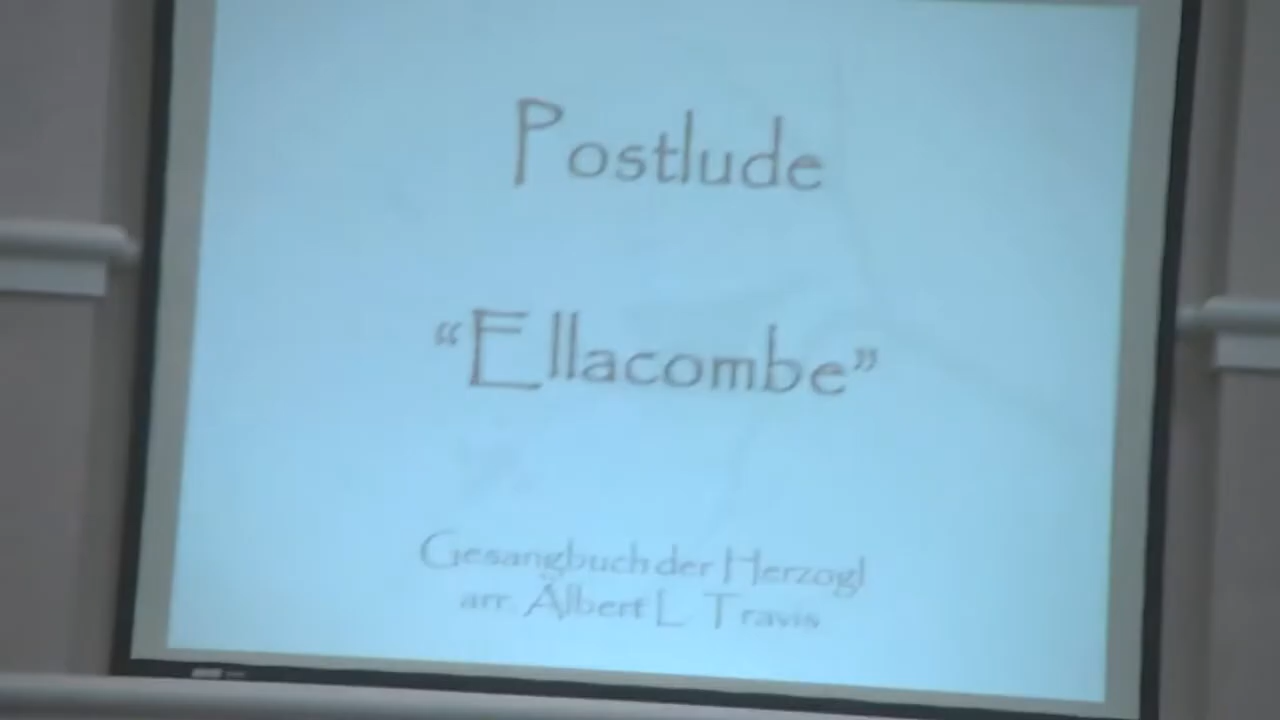 Postlude
“Ellacombe”
Gesangbuch der Herzogl
arr. Albert L. Travis